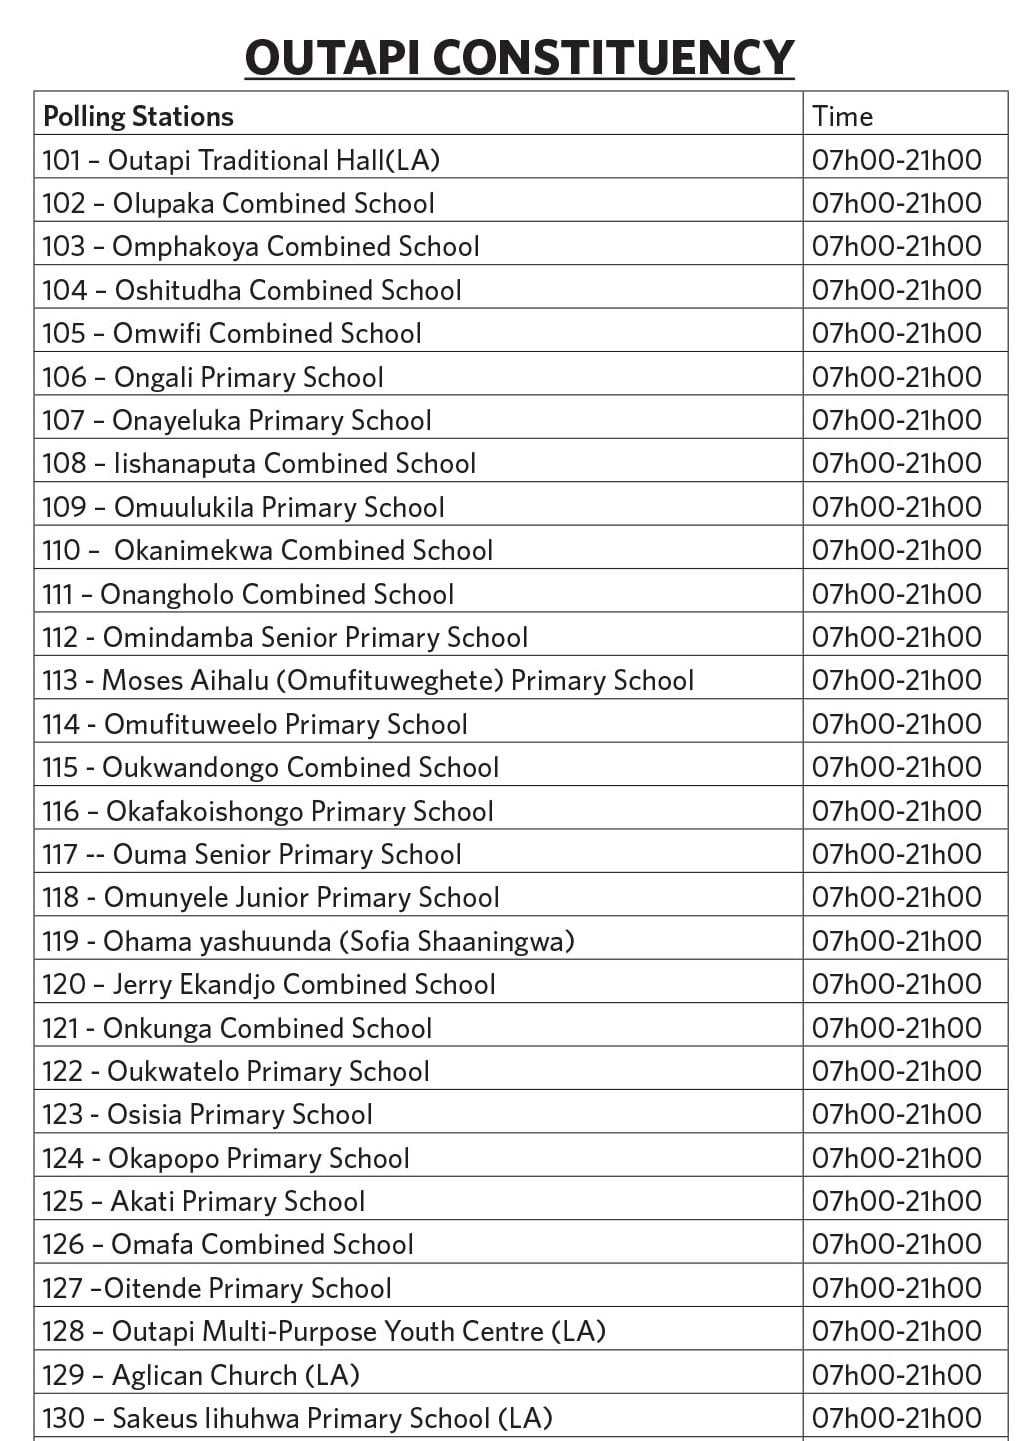 OUTAPI CONSTITUENCY
Polling Stations Time
101 – Outapi Traditional Hall(LA) 07h00-21h00
102 – Olupaka Combined School 07h00-21h00
103 – Omphakoya Combined School 07h00-21h00
104 – Oshitudha Combined School 07h00-21h00
105 – Omwifi Combined School 07h00-21h00
106 – Ongali Primary School 07h00-21h00
107 – Onayeluka Primary School 07h00-21h00
108 – Iishanaputa Combined School 07h00-21h00
109 – Omuulukila Primary School 07h00-21h00
110 –  Okanimekwa Combined School 07h00-21h00
111 – Onangholo Combined School 07h00-21h00
112 - Omindamba Senior Primary School 07h00-21h00
113 - Moses Aihalu (Omufituweghete) Primary School 07h00-21h00
114 - Omufituweelo Primary School 07h00-21h00
115 - Oukwandongo Combined School 07h00-21h00
116 – Okafakoishongo Primary School 07h00-21h00
117 -- Ouma Senior Primary School 07h00-21h00
118 - Omunyele Junior Primary School 07h00-21h00
119 - Ohama yashuunda (Sofia Shaaningwa) 07h00-21h00
120 – Jerry Ekandjo Combined School 07h00-21h00
121 - Onkunga Combined School 07h00-21h00
122 - Oukwatelo Primary School 07h00-21h00
123 - Osisia Primary School 07h00-21h00
124 - Okapopo Primary School 07h00-21h00
125 – Akati Primary School 07h00-21h00
126 – Omafa Combined School 07h00-21h00
127 –Oitende Primary School 07h00-21h00
128 – Outapi Multi-Purpose Youth Centre (LA) 07h00-21h00
129 – Aglican Church (LA) 07h00-21h00
130 – Sakeus Iihuhwa Primary School (LA) 07h00-21h00